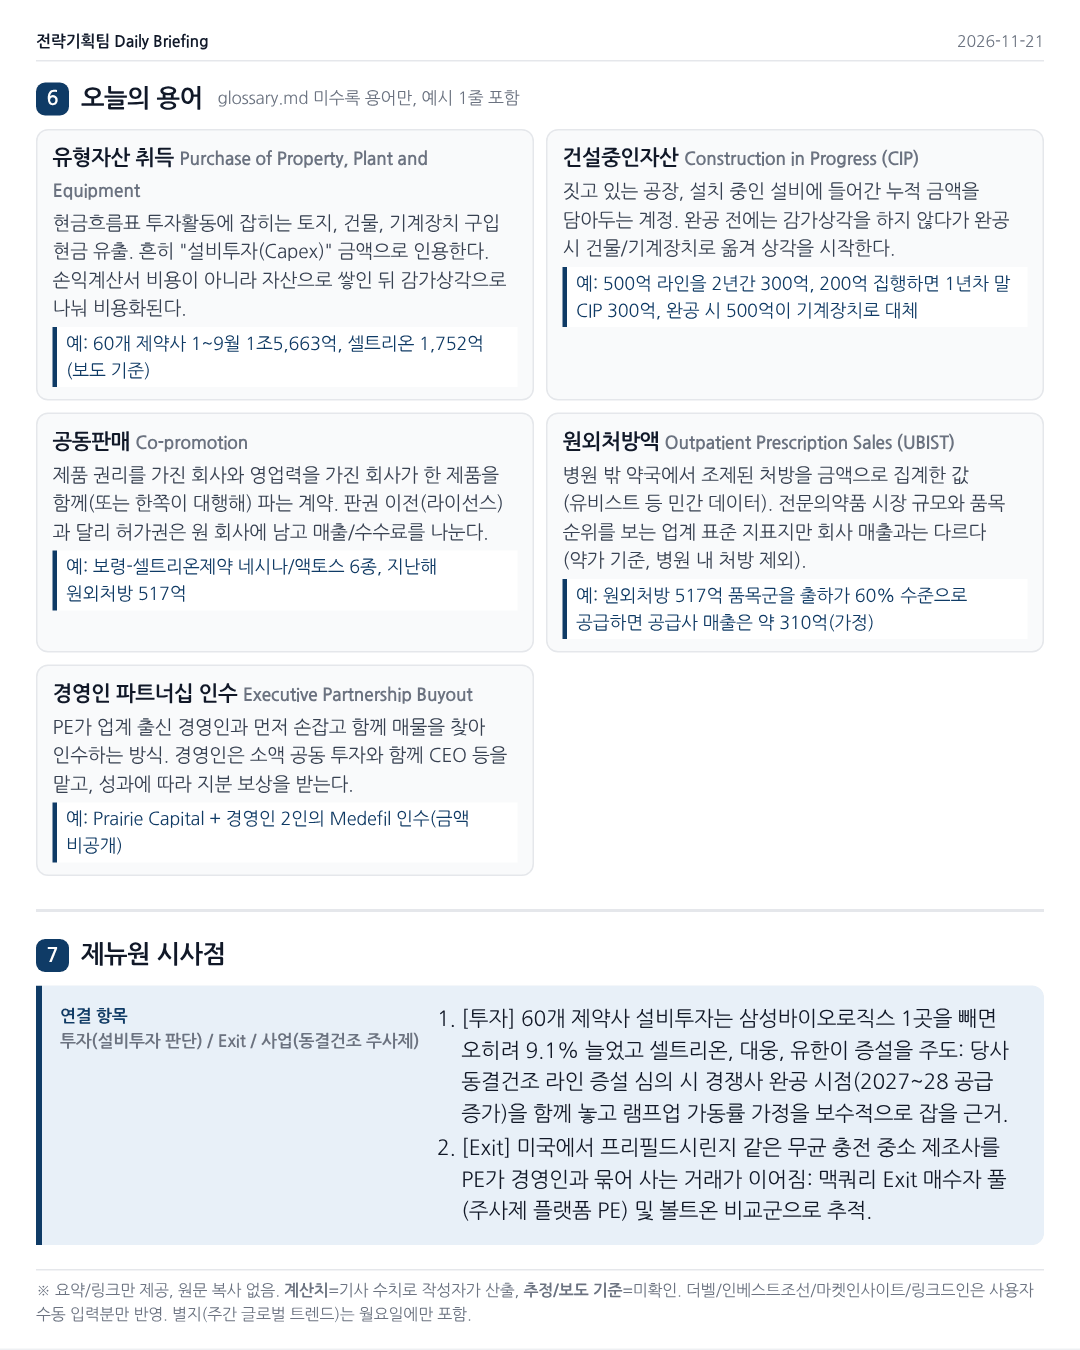 전략기획팀 Daily Briefing
2026-11-21
6 오늘의 용어 glossary.md 미수록 용어만, 예시 1줄 포함
유형자산 취득 Purchase of Property, Plant and
Equipment
현금흐름표 투자활동에 잡히는 토지, 건물, 기계장치 구입
현금 유출. 흔히 "설비투자(Capex)" 금액으로 인용한다.
손익계산서 비용이 아니라 자산으로 쌓인 뒤 감가상각으로
나눠 비용화된다.
예: 60개 제약사 1~9월 1조5,663억, 셀트리온 1,752억
(보도 기준)
건설중인자산 Construction in Progress (CIP)
짓고 있는 공장, 설치 중인 설비에 들어간 누적 금액을
담아두는 계정. 완공 전에는 감가상각을 하지 않다가 완공
시 건물/기계장치로 옮겨 상각을 시작한다.
예: 500억 라인을 2년간 300억, 200억 집행하면 1년차 말
CIP 300억, 완공 시 500억이 기계장치로 대체
공동판매 Co-promotion
제품 권리를 가진 회사와 영업력을 가진 회사가 한 제품을
함께(또는 한쪽이 대행해) 파는 계약. 판권 이전(라이선스)
과 달리 허가권은 원 회사에 남고 매출/수수료를 나눈다.
예: 보령-셀트리온제약 네시나/액토스 6종, 지난해
원외처방 517억
원외처방액 Outpatient Prescription Sales (UBIST)
병원 밖 약국에서 조제된 처방을 금액으로 집계한 값
(유비스트 등 민간 데이터). 전문의약품 시장 규모와 품목
순위를 보는 업계 표준 지표지만 회사 매출과는 다르다
(약가 기준, 병원 내 처방 제외).
예: 원외처방 517억 품목군을 출하가 60% 수준으로
공급하면 공급사 매출은 약 310억(가정)
경영인 파트너십 인수 Executive Partnership Buyout
PE가 업계 출신 경영인과 먼저 손잡고 함께 매물을 찾아
인수하는 방식. 경영인은 소액 공동 투자와 함께 CEO 등을
맡고, 성과에 따라 지분 보상을 받는다.
예: Prairie Capital + 경영인 2인의 Medefil 인수(금액
비공개)
7 제뉴원 시사점
연결 항목
투자(설비투자 판단) / Exit / 사업(동결건조 주사제)
1. [투자] 60개 제약사 설비투자는 삼성바이오로직스 1곳을 빼면
오히려 9.1% 늘었고 셀트리온, 대웅, 유한이 증설을 주도: 당사
동결건조 라인 증설 심의 시 경쟁사 완공 시점(2027~28 공급
증가)을 함께 놓고 램프업 가동률 가정을 보수적으로 잡을 근거.
2. [Exit] 미국에서 프리필드시린지 같은 무균 충전 중소 제조사를
PE가 경영인과 묶어 사는 거래가 이어짐: 맥쿼리 Exit 매수자 풀
(주사제 플랫폼 PE) 및 볼트온 비교군으로 추적.
※ 요약/링크만 제공, 원문 복사 없음. 계산치=기사 수치로 작성자가 산출, 추정/보도 기준=미확인. 더벨/인베스트조선/마켓인사이트/링크드인은 사용자
수동 입력분만 반영. 별지(주간 글로벌 트렌드)는 월요일에만 포함.